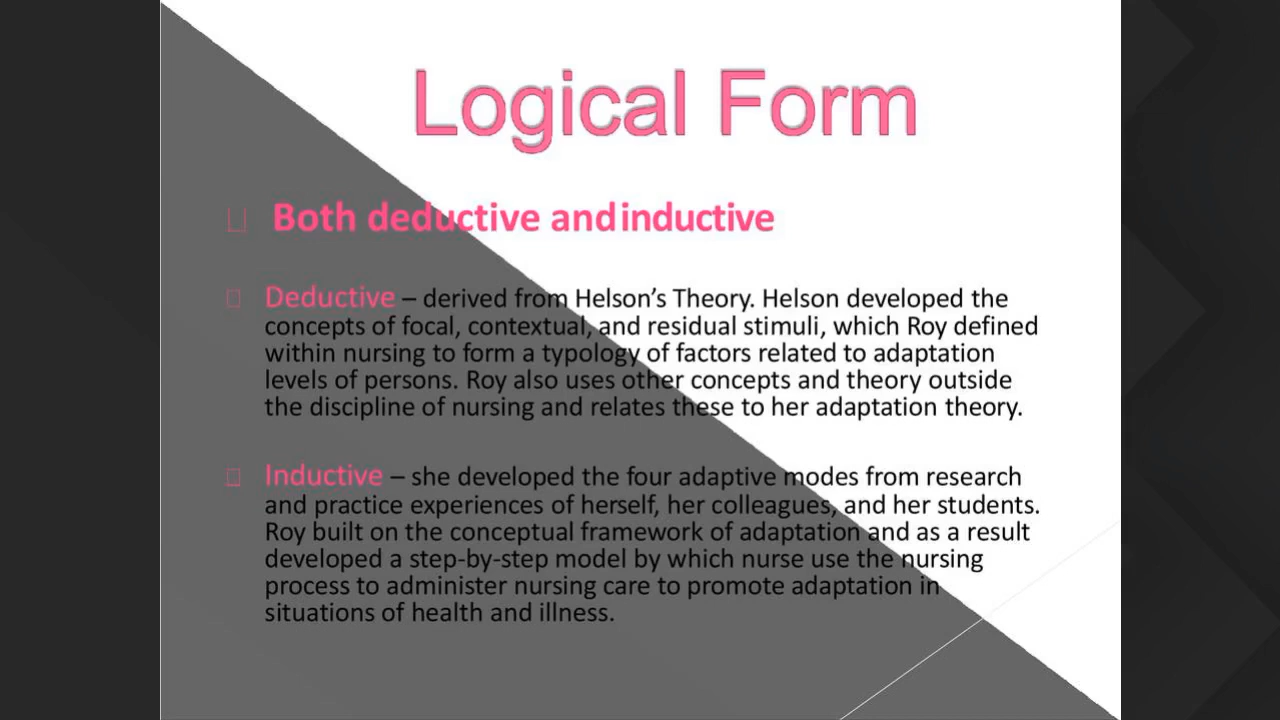 Logical Form
Both deductive and inductive
Deductive – derived from Helson’s Theory. Helson developed the
concepts of focal, contextual, and residual stimuli, which Roy defined
within nursing to form a typology of factors related to adaptation
levels of persons. Roy also uses other concepts and theory outside
the discipline of nursing and relates these to her adaptation theory.
Inductive – she developed the four adaptive modes from research
and practice experiences of herself, her colleagues, and her students.
Roy built on the conceptual framework of adaptation and as a result
developed a step-by-step model by which nurse use the nursing
process to administer nursing care to promote adaptation in
situations of health and illness.